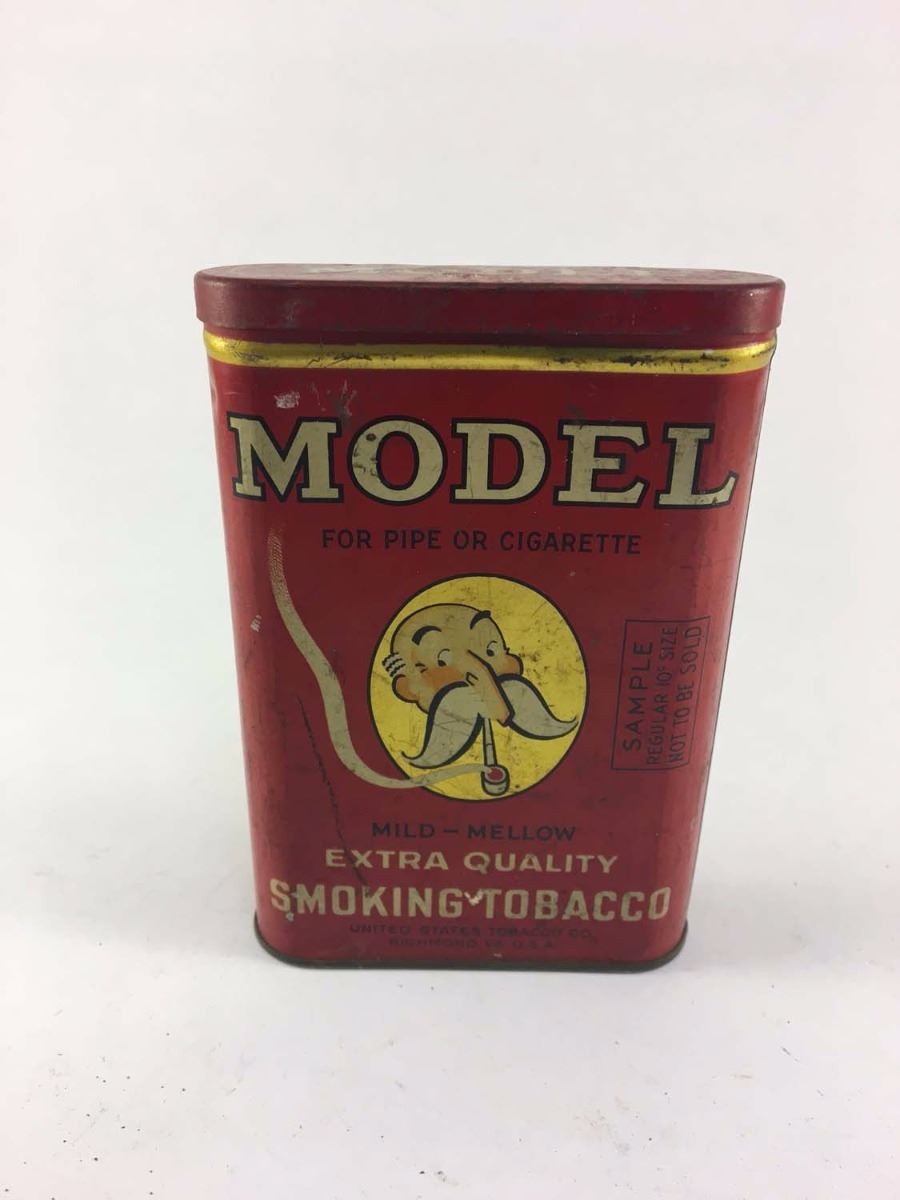 MODEL
FOR PIPE OR CIGARETTE
SAMPLE
REGULAR 10¢ SIZE
NOT TO BE SOLD
MILD – MELLOW
EXTRA QUALITY
SMOKING TOBACCO
UNITED STATES TOBACCO CO.
RICHMOND VA. U.S.A.